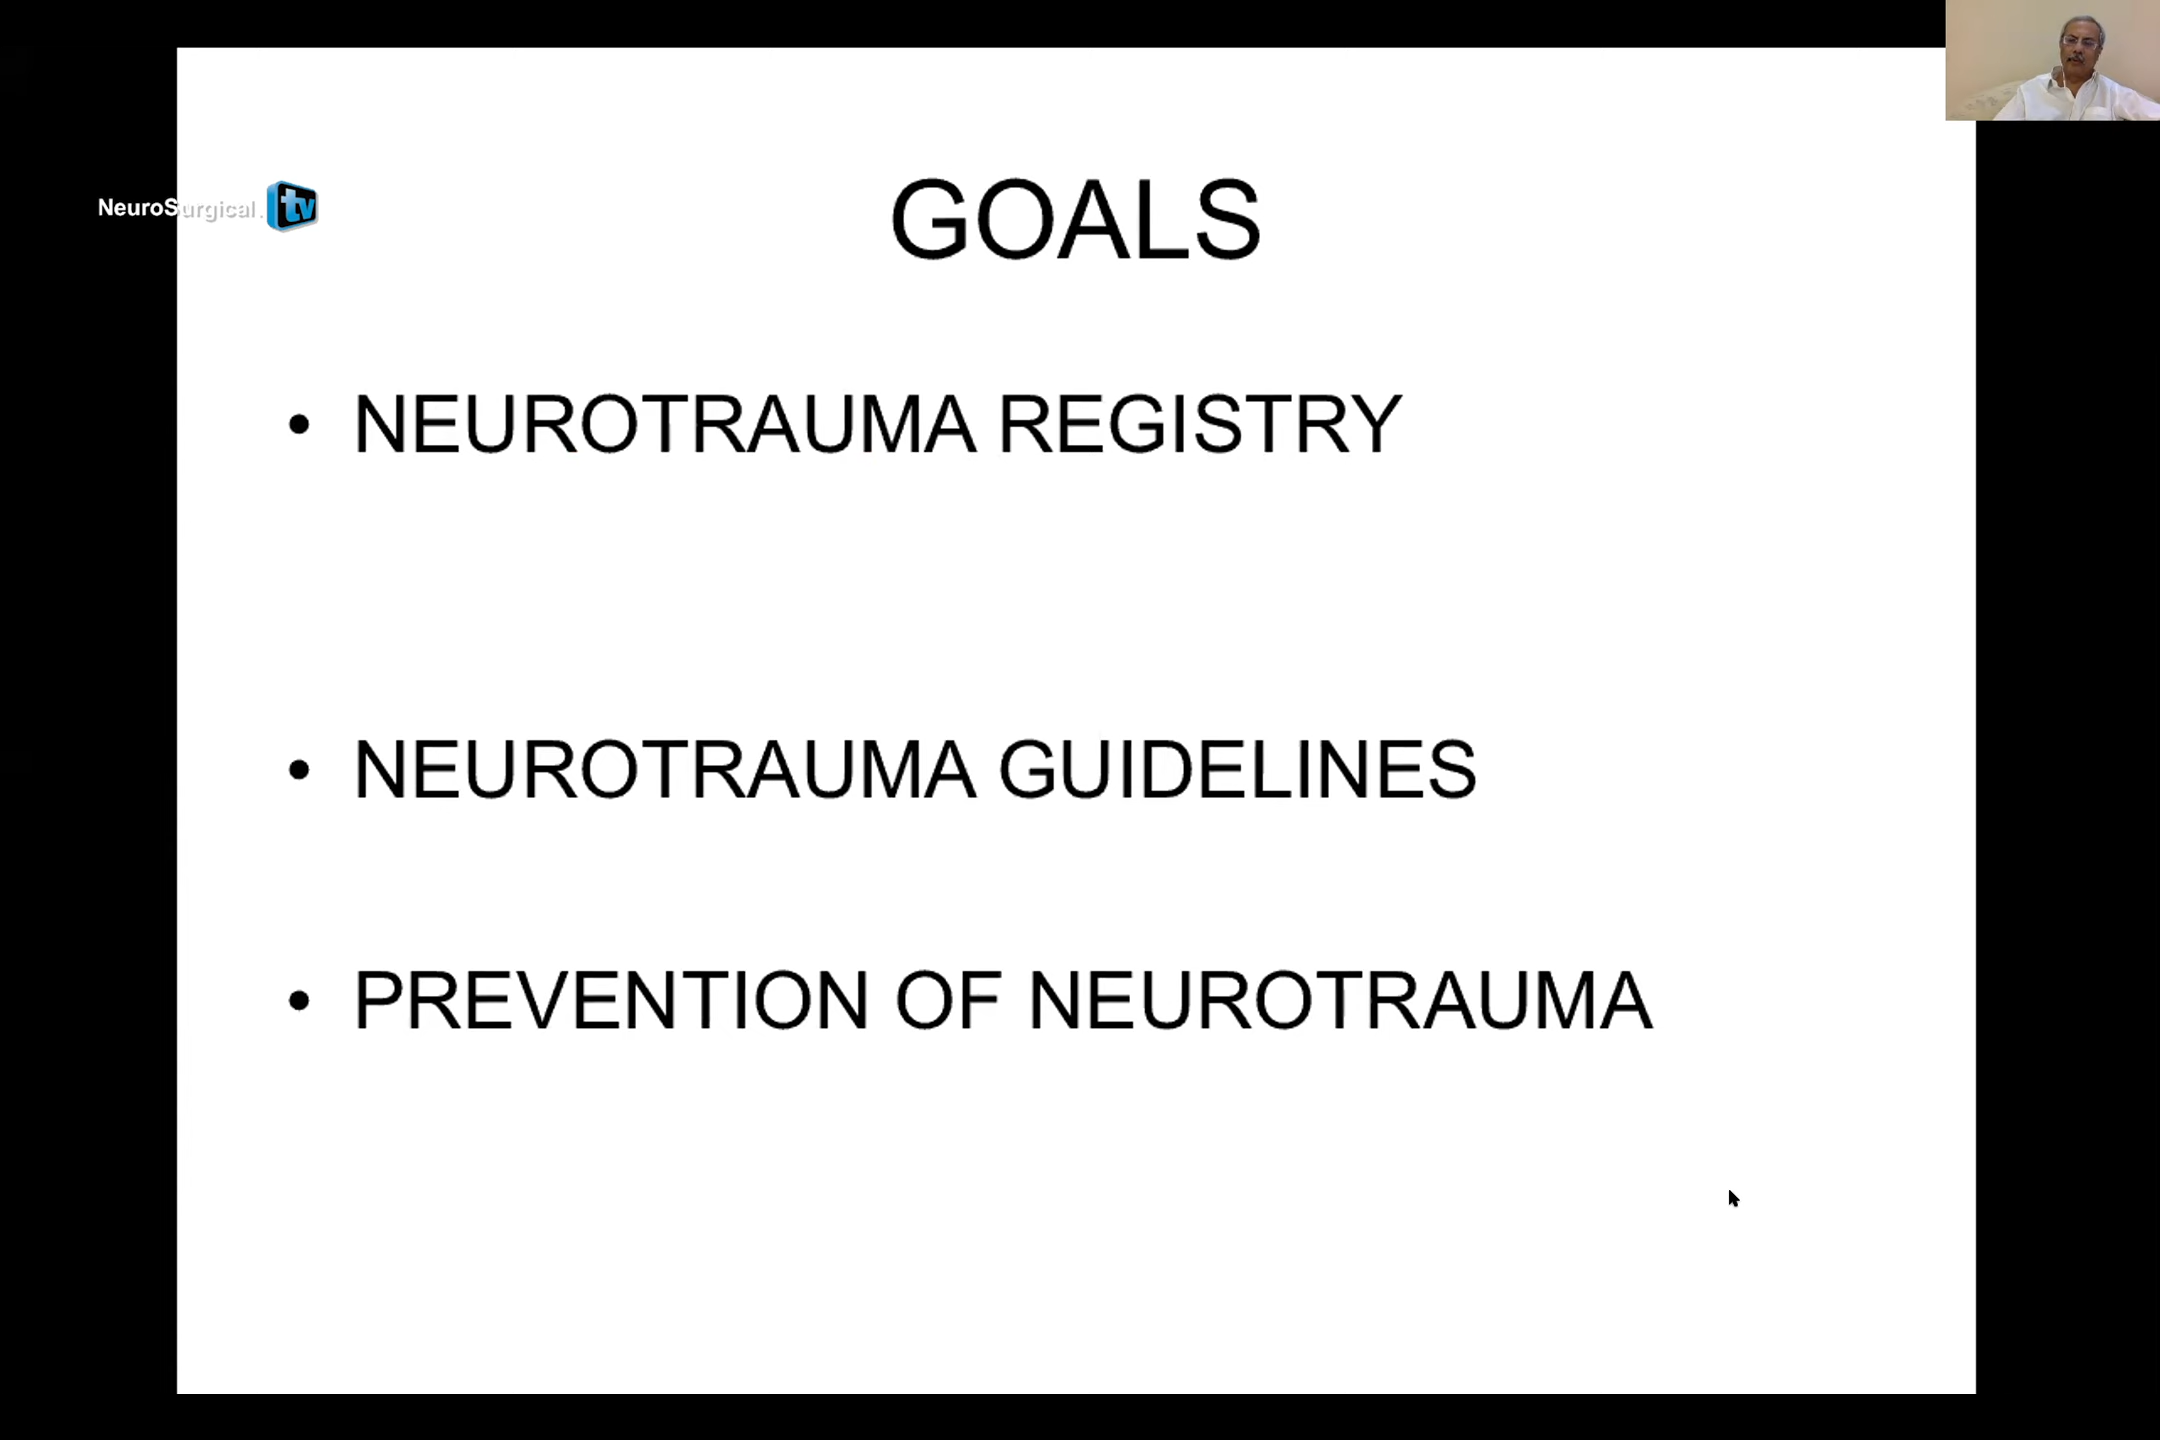 NeuroSurgical.tv
GOALS
• NEUROTRAUMA REGISTRY
• NEUROTRAUMA GUIDELINES
• PREVENTION OF NEUROTRAUMA